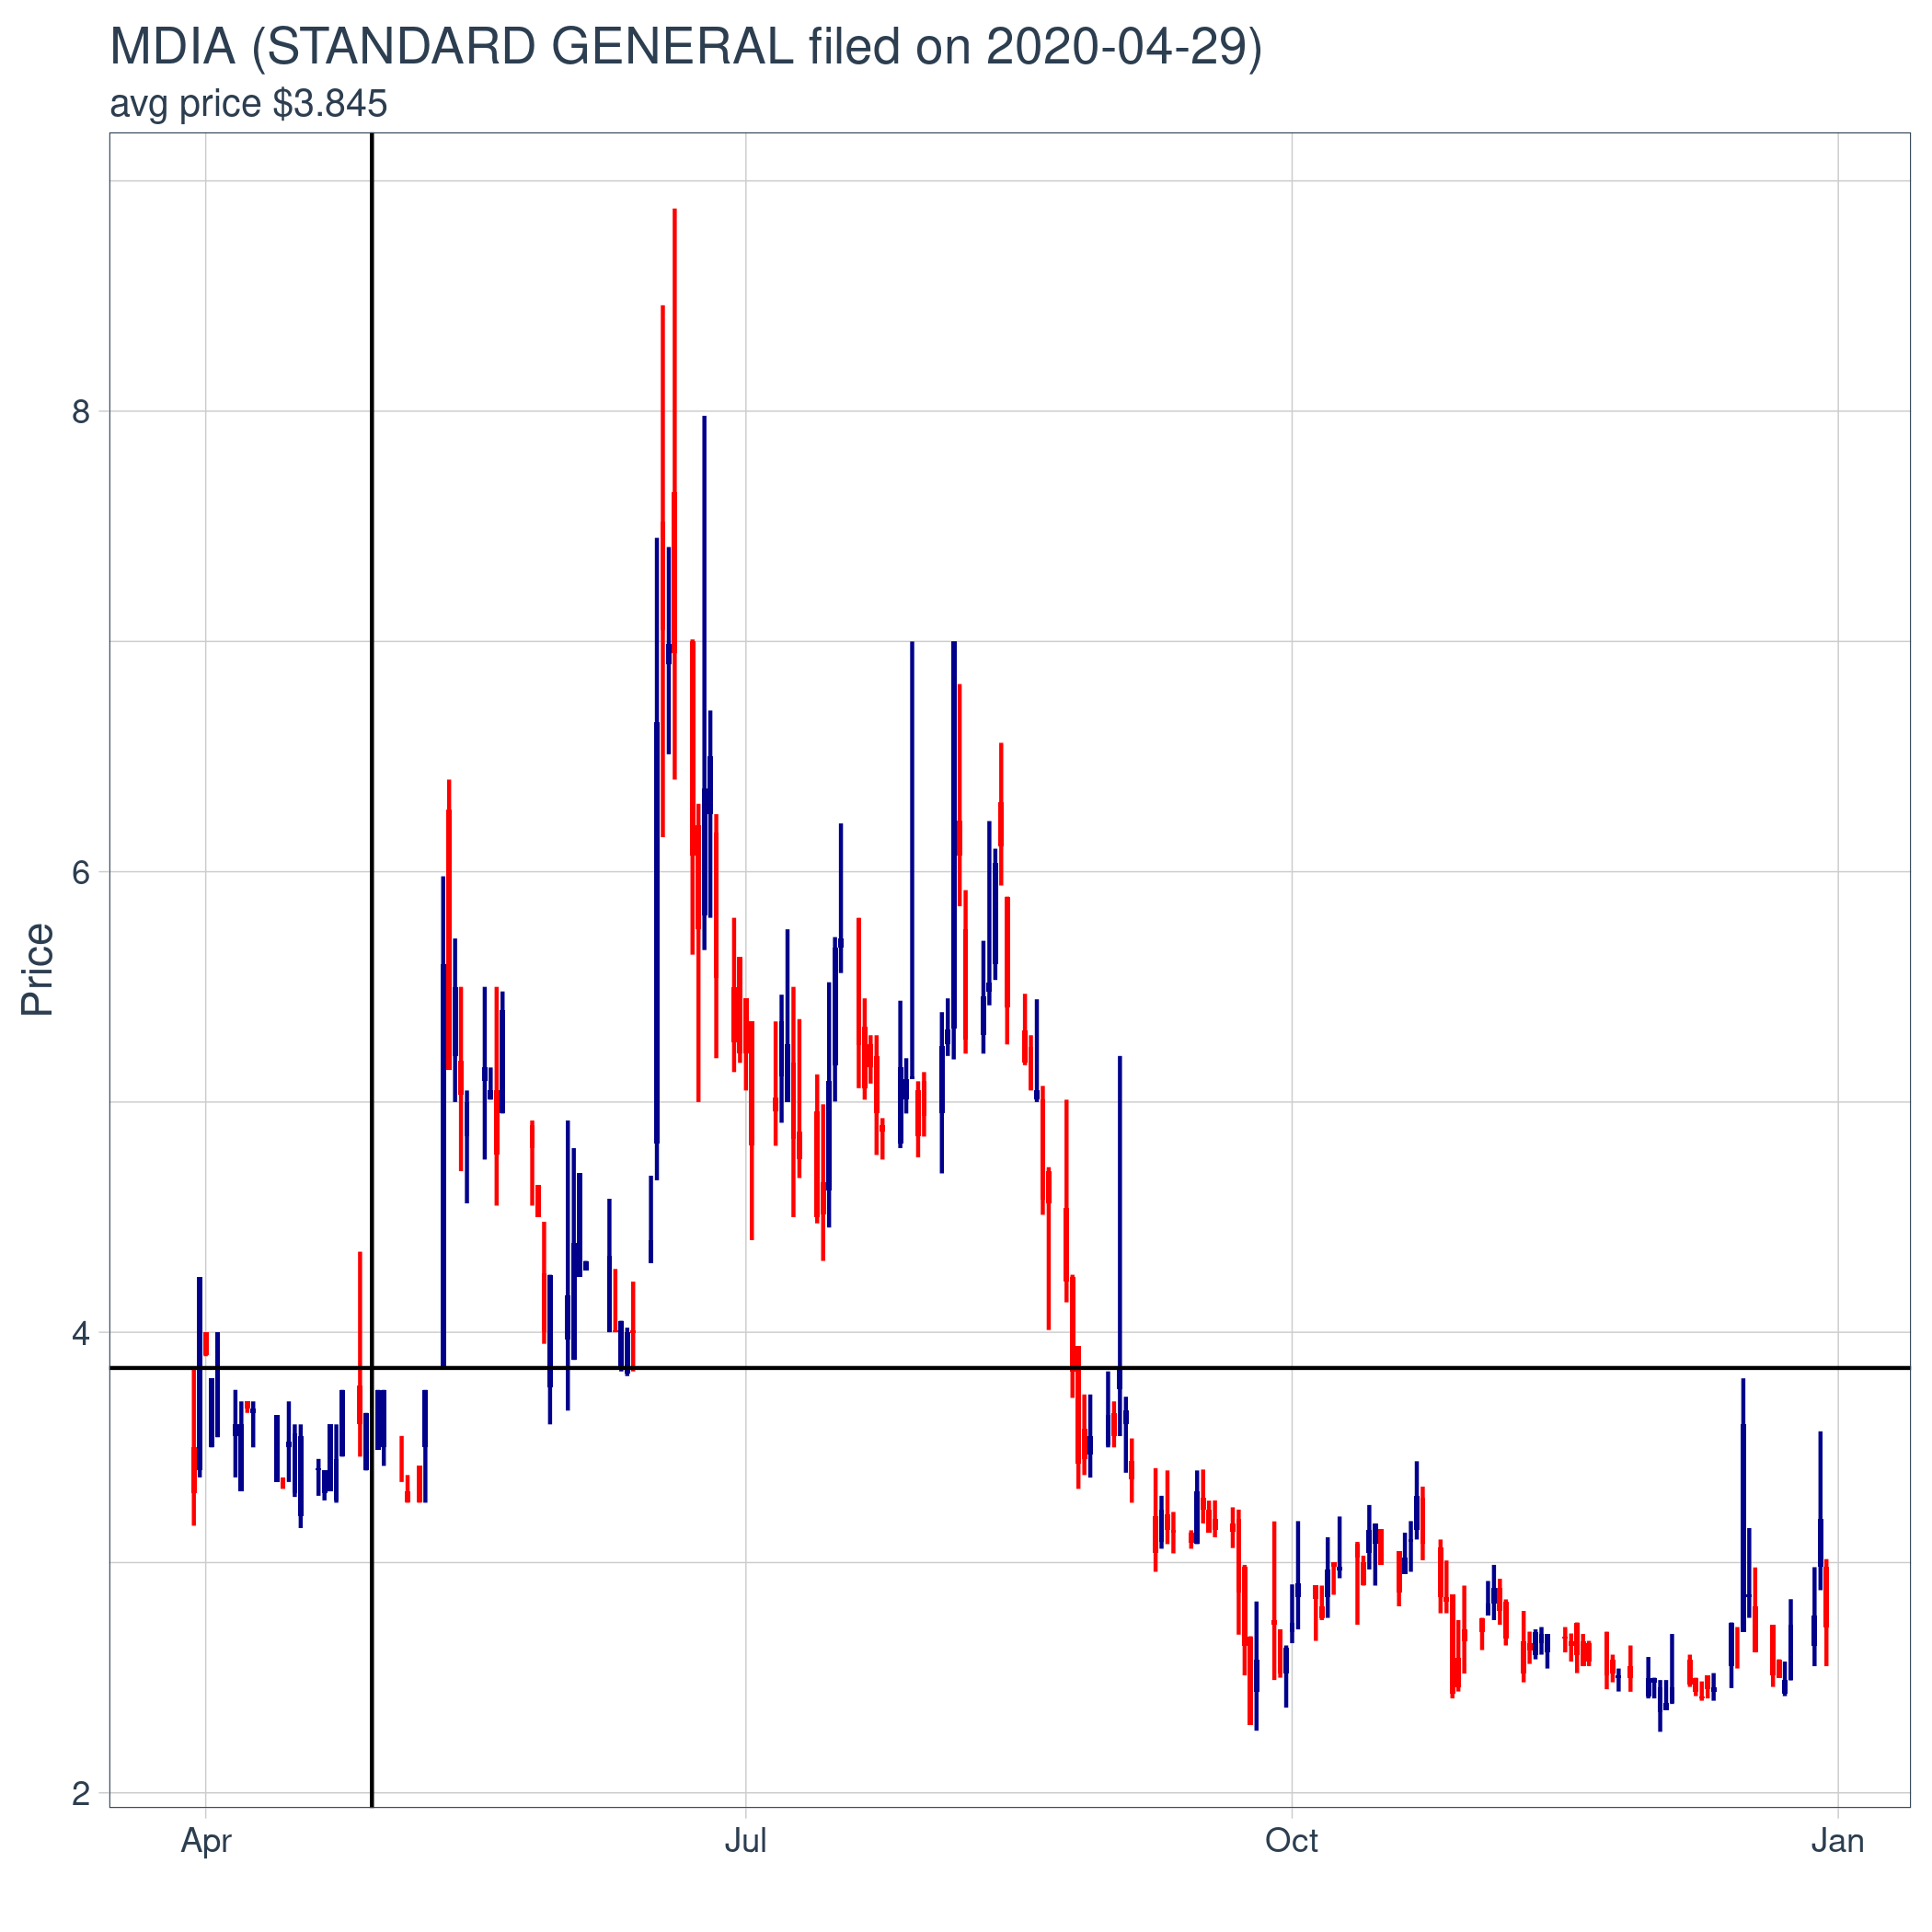 MDIA (STANDARD GENERAL filed on 2020-04-29)
avg price $3.845
Price
8
6
4
2
Apr Jul Oct Jan